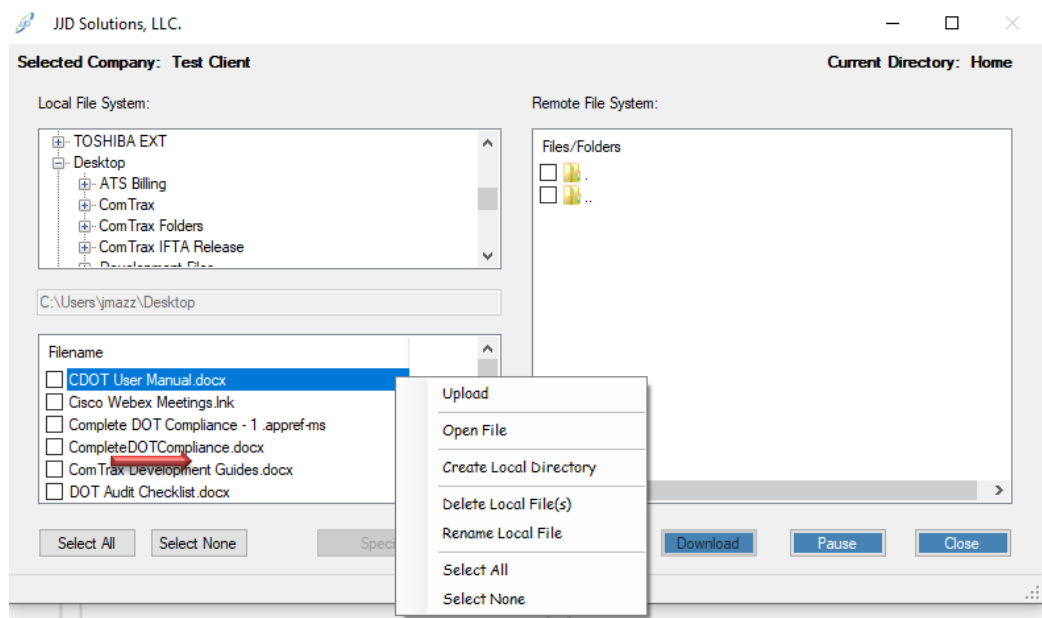 JJD Solutions, LLC.
Selected Company: Test Client
Current Directory: Home
Local File System:
Remote File System:
TOSHIBA EXT
Desktop
ATS Billing
ComTrax
ComTrax Folders
ComTrax IFTA Release
Development Files
C:\Users\jmazz\Desktop
Files/Folders
.
..
Filename
CDOT User Manual.docx
Cisco Webex Meetings.lnk
Complete DOT Compliance - 1 .appref-ms
CompleteDOTCompliance.docx
ComTrax Development Guides.docx
DOT Audit Checklist.docx
Upload
Open File
Create Local Directory
Delete Local File(s)
Rename Local File
Select All
Select None
Select All
Select None
Download
Pause
Close